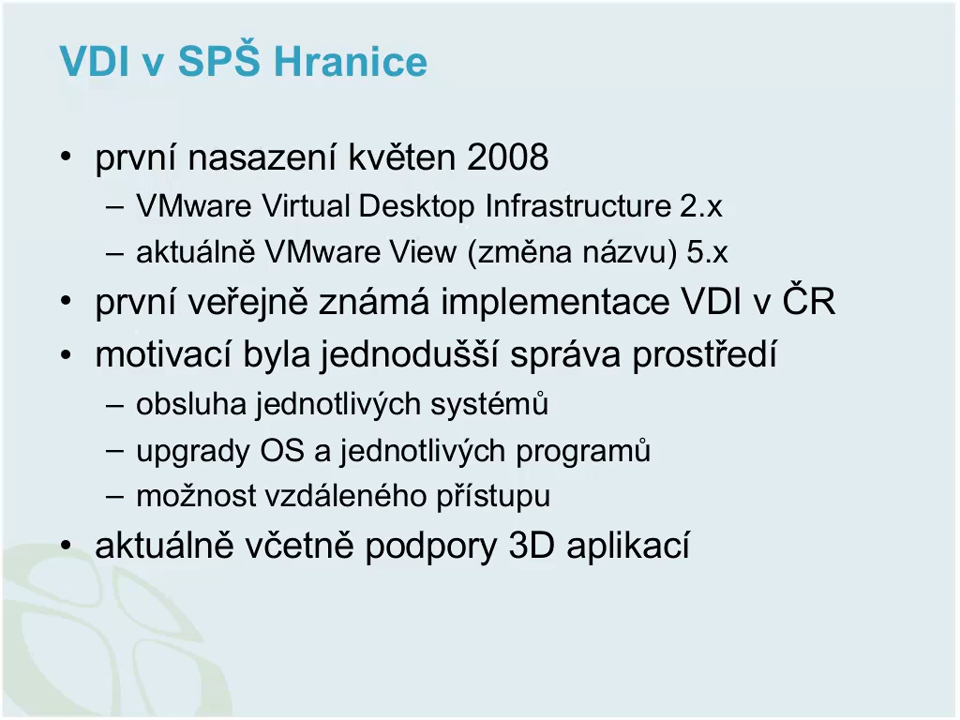 VDI v SPŠ Hranice
• první nasazení květen 2008
– VMware Virtual Desktop Infrastructure 2.x
– aktuálně VMware View (změna názvu) 5.x
• první veřejně známá implementace VDI v ČR
• motivací byla jednodušší správa prostředí
– obsluha jednotlivých systémů
– upgrady OS a jednotlivých programů
– možnost vzdáleného přístupu
• aktuálně včetně podpory 3D aplikací